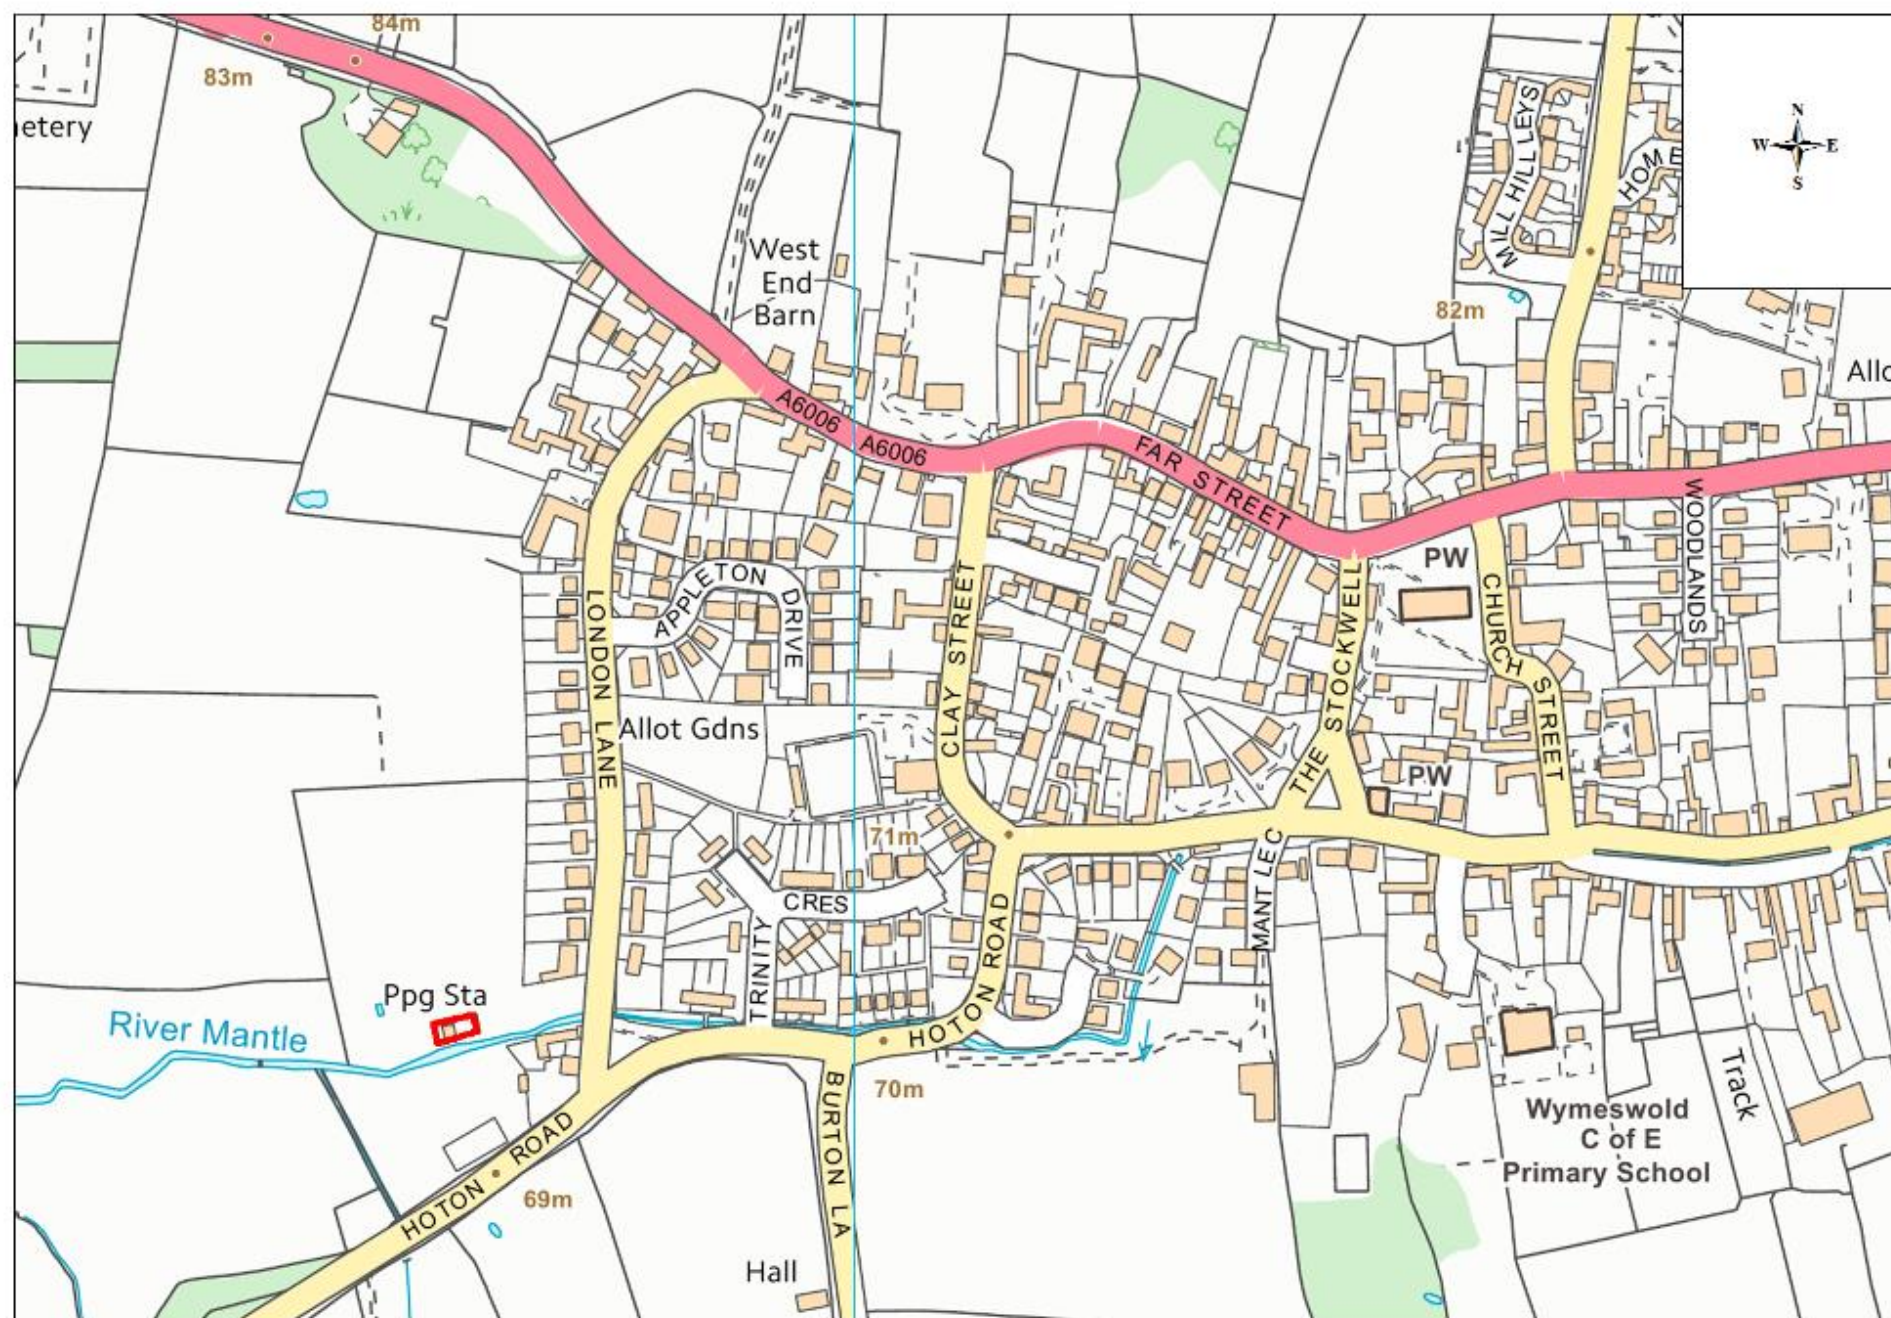 84m
83m
etery
N
W E
S
MILL HILLEYS
HOME
West
End
Barn
82m
Allo
A6006
A6006
FAR STREET
WOODLANDS
PW
APPLETON DRIVE
LONDON LANE
CLAY STREET
THE STOCKWELL
CHURCH STREET
Allot Gdns
PW
71m
CRES
TRINITY
MANT LEC
HOTON ROAD
Ppg Sta
River Mantle
70m
BURTON LA
Track
Wymeswold
C of E
Primary School
HOTON ROAD
69m
Hall